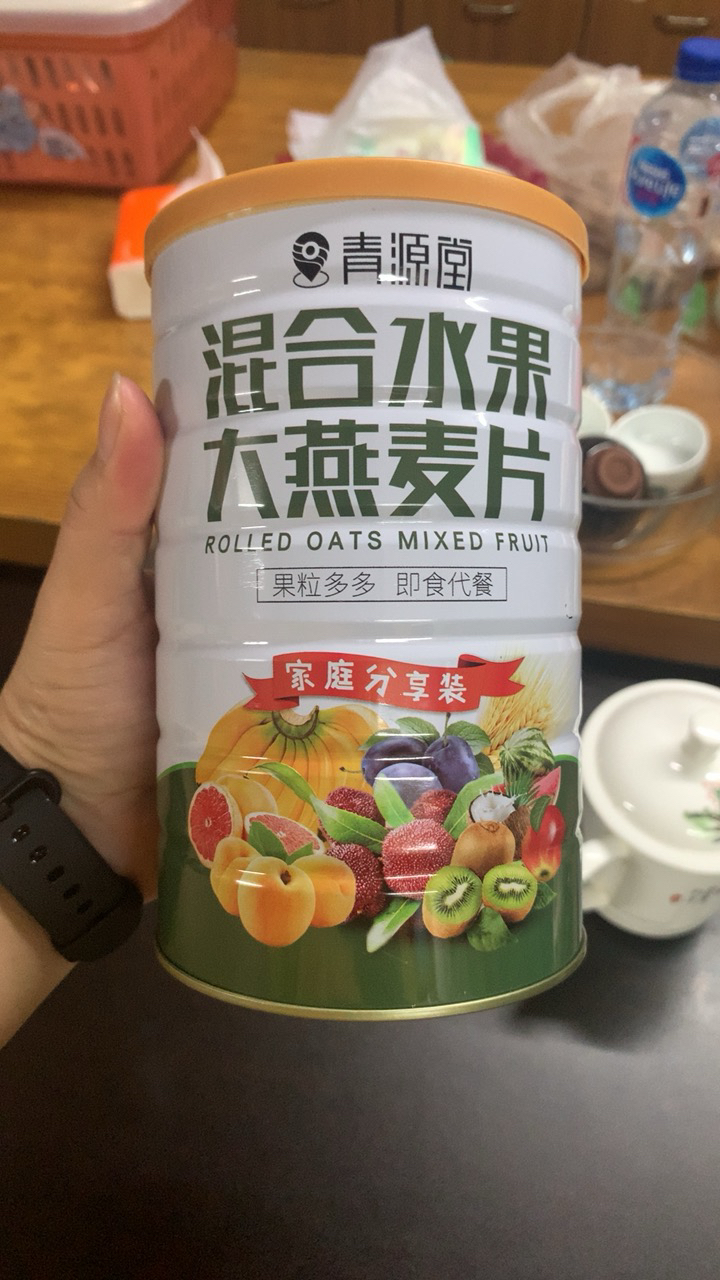 青源堂
混合水果
大燕麦片
ROLLED OATS MIXED FRUIT
果粒多多 即食代餐
家庭分享装